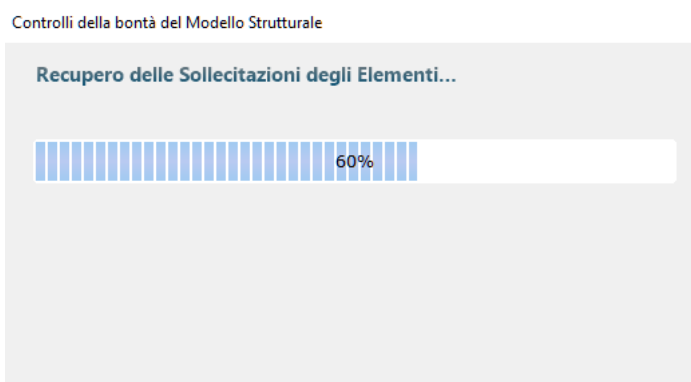 Controlli della bontà del Modello Strutturale
Recupero delle Sollecitazioni degli Elementi...
60%